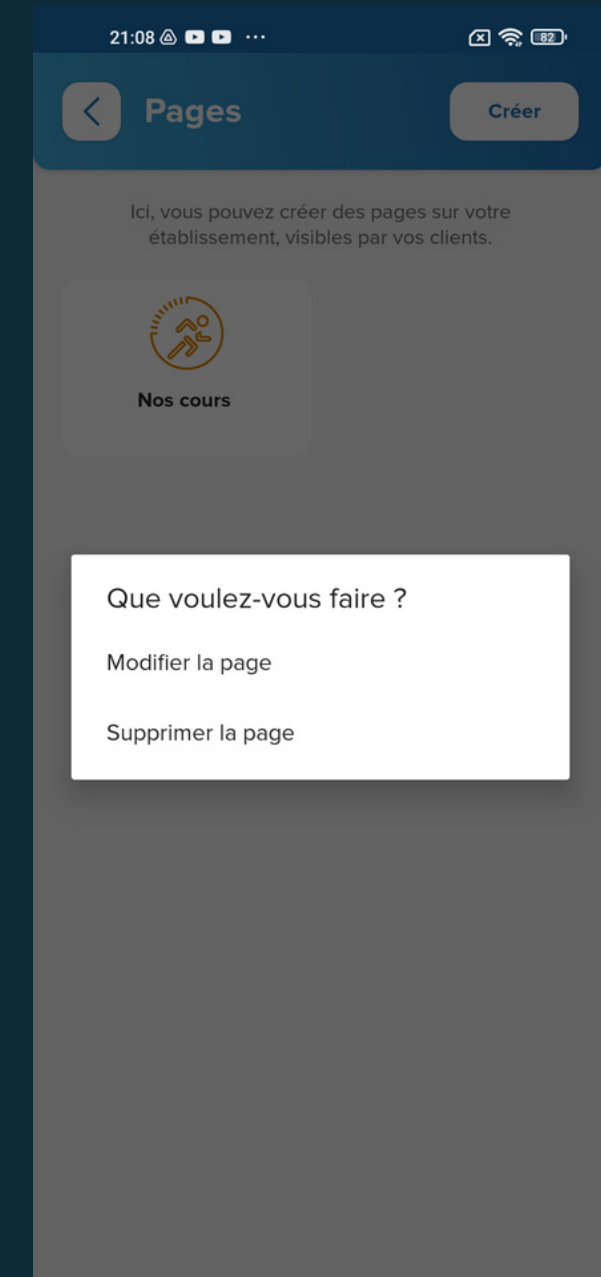 21:08
82
Pages
Créer
Ici, vous pouvez créer des pages sur votre
établissement, visibles par vos clients.
Nos cours
Que voulez-vous faire ?
Modifier la page
Supprimer la page